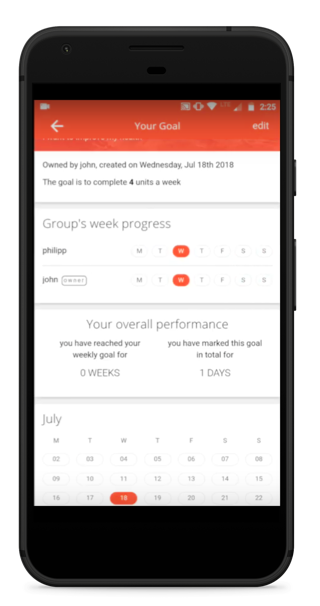 2:25
Your Goal
edit
Owned by john, created on Wednesday, Jul 18th 2018
The goal is to complete 4 units a week
Group's week progress
philipp M T W T F S S
john owner M T W T F S S
Your overall performance
you have reached your weekly goal for
0 WEEKS
you have marked this goal in total for
1 DAYS
July
M T W T F S S
02 03 04 05 06 07 08
09 10 11 12 13 14 15
16 17 18 19 20 21 22